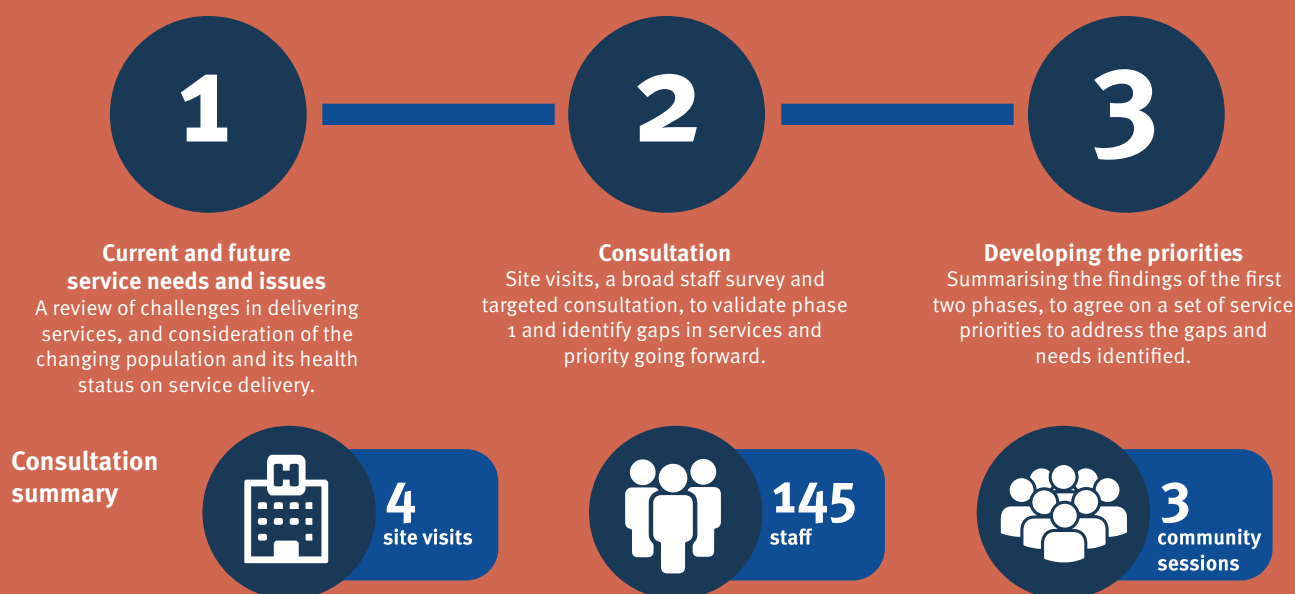 1
2
3
Current and future
service needs and issues
A review of challenges in delivering
services, and consideration of the
changing population and its health
status on service delivery.
Consultation
Site visits, a broad staff survey and
targeted consultation, to validate phase
1 and identify gaps in services and
priority going forward.
Developing the priorities
Summarising the findings of the first
two phases, to agree on a set of service
priorities to address the gaps and
needs identified.
Consultation
summary
H
4
site visits
145
staff
3
community
sessions